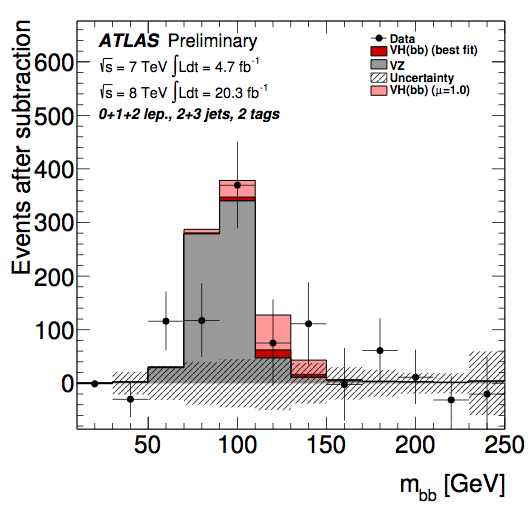 ATLAS Preliminary
√s = 7 TeV ∫Ldt = 4.7 fb⁻¹
√s = 8 TeV ∫Ldt = 20.3 fb⁻¹
0+1+2 lep., 2+3 jets, 2 tags
Data
VH(bb) (best fit)
VZ
Uncertainty
VH(bb) (μ=1.0)
Events after subtraction
600
500
400
300
200
100
0
50 100 150 200 250
m_bb [GeV]